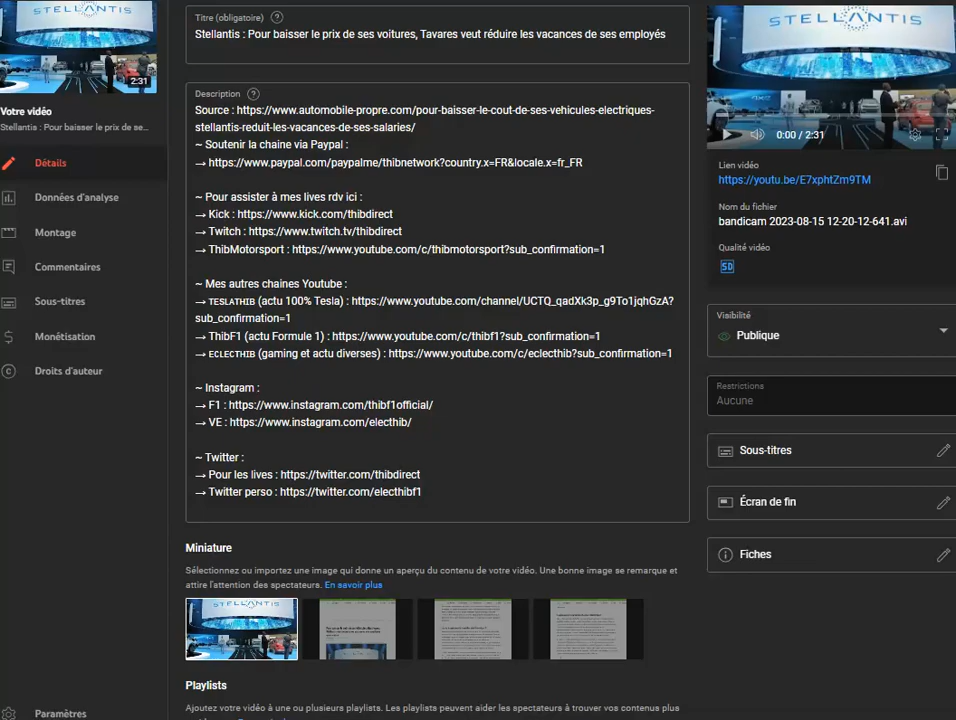 STELLANTIS
2:31
Votre vidéo
Stellantis : Pour baisser le prix de se...
Détails
Données d'analyse
Montage
Commentaires
Sous-titres
Monétisation
Droits d'auteur
Paramètres
Titre (obligatoire) ?
Stellantis : Pour baisser le prix de ses voitures, Tavares veut réduire les vacances de ses employés
Description ?
Source : https://www.automobile-propre.com/pour-baisser-le-cout-de-ses-vehicules-electriques-
stellantis-reduit-les-vacances-de-ses-salaries/
~ Soutenir la chaine via Paypal :
→ https://www.paypal.com/paypalme/thibnetwork?country.x=FR&locale.x=fr_FR
~ Pour assister à mes lives rdv ici :
→ Kick : https://www.kick.com/thibdirect
→ Twitch : https://www.twitch.tv/thibdirect
→ ThibMotorsport : https://www.youtube.com/c/thibmotorsport?sub_confirmation=1
~ Mes autres chaines Youtube :
→ TESLATHIB (actu 100% Tesla) : https://www.youtube.com/channel/UCTQ_qadXk3p_g9To1jqhGzA?
sub_confirmation=1
→ ThibF1 (actu Formule 1) : https://www.youtube.com/c/thibf1?sub_confirmation=1
→ ECLECTHIB (gaming et actu diverses) : https://www.youtube.com/c/eclecthib?sub_confirmation=1
~ Instagram :
→ F1 : https://www.instagram.com/thibf1official/
→ VE : https://www.instagram.com/electhib/
~ Twitter :
→ Pour les lives : https://twitter.com/thibdirect
→ Twitter perso : https://twitter.com/electhibf1
Miniature
Sélectionnez ou importez une image qui donne un aperçu du contenu de votre vidéo. Une bonne image se remarque et
attire l'attention des spectateurs. En savoir plus
STELLANTIS
Playlists
Ajoutez votre vidéo à une ou plusieurs playlists. Les playlists peuvent aider les spectateurs à trouver vos contenus plus
STELLANTIS
0:00 / 2:31
Lien vidéo
https://youtu.be/E7xphtZm9TM
Nom du fichier
bandicam 2023-08-15 12-20-12-641.avi
Qualité vidéo
SD
Visibilité
Publique
Restrictions
Aucune
Sous-titres
Écran de fin
Fiches